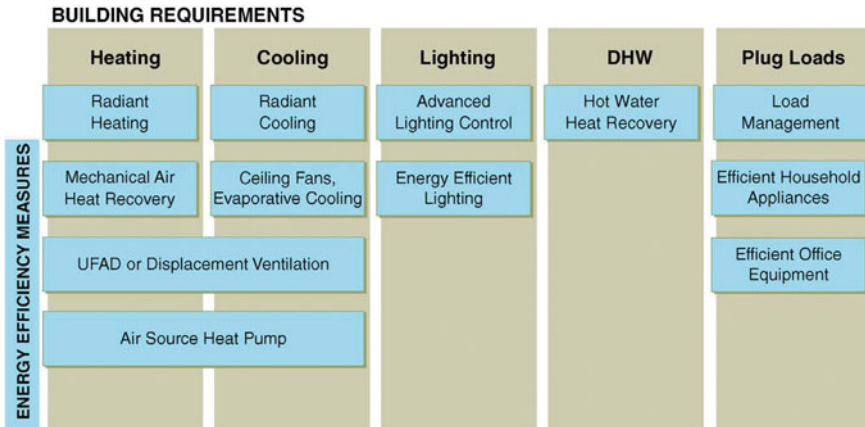 BUILDING REQUIREMENTS
Heating
Cooling
Lighting
DHW
Plug Loads
ENERGY EFFICIENCY MEASURES
Radiant
Heating
Radiant
Cooling
Advanced
Lighting Control
Hot Water
Heat Recovery
Load
Management
Mechanical Air
Heat Recovery
Ceiling Fans,
Evaporative Cooling
Energy Efficient
Lighting
Efficient Household
Appliances
UFAD or Displacement Ventilation
Efficient Office
Equipment
Air Source Heat Pump